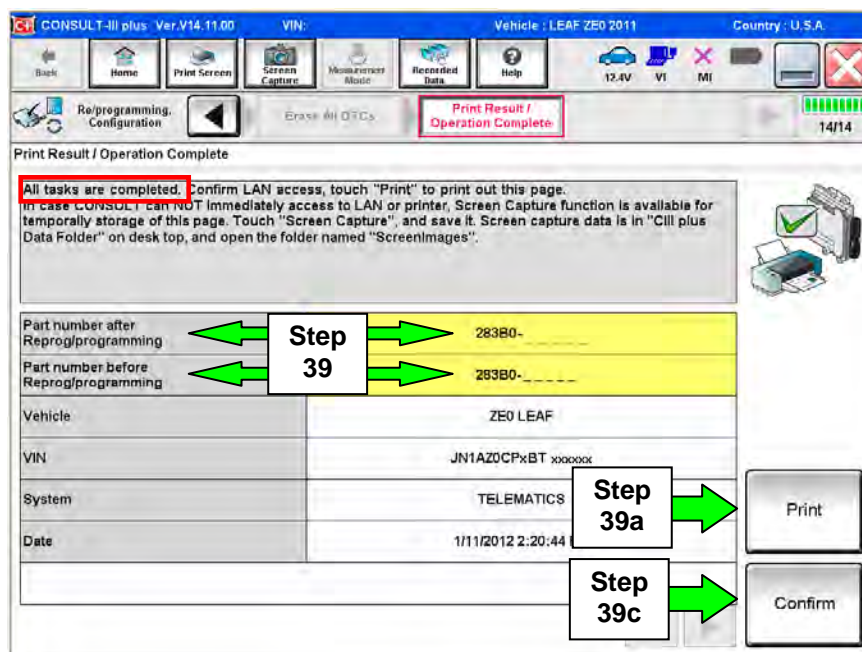 CONSULT-III plus Ver.V14.11.00 VIN: Vehicle : LEAF ZE0 2011 Country : U.S.A.
Back Home Print Screen Screen Capture Measurement Mode Recorded Data Help 12.4V VI MI
Re/programming, Configuration Erase All DTCs Print Result / Operation Complete 14/14
Print Result / Operation Complete
All tasks are completed. Confirm LAN access, touch "Print" to print out this page.
In case CONSULT can NOT immediately access to LAN or printer, Screen Capture function is available for
temporally storage of this page. Touch "Screen Capture", and save it. Screen capture data is in "CIII plus
Data Folder" on desk top, and open the folder named "ScreenImages".
Part number after
Reprog/programming
283B0-_ _ _ _ _
Step
39
Part number before
Reprog/programming
283B0-_ _ _ _ _
Vehicle ZE0 LEAF
VIN JN1AZ0CPxBT xxxxxx
System TELEMATICS
Step
39a
Print
Date 1/11/2012 2:20:44
Step
39c
Confirm